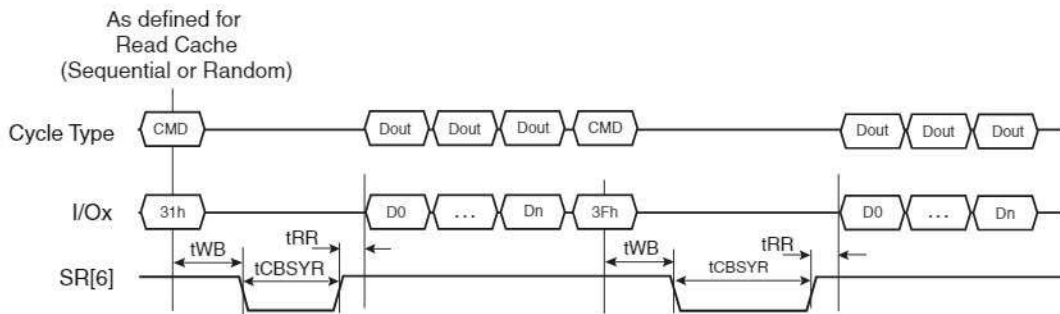 As defined for
Read Cache
(Sequential or Random)
Cycle Type CMD Dout Dout Dout CMD Dout Dout Dout
I/Ox 31h D0 ... Dn 3Fh D0 ... Dn
tWB tRR tWB tRR
SR[6] tCBSYR tCBSYR